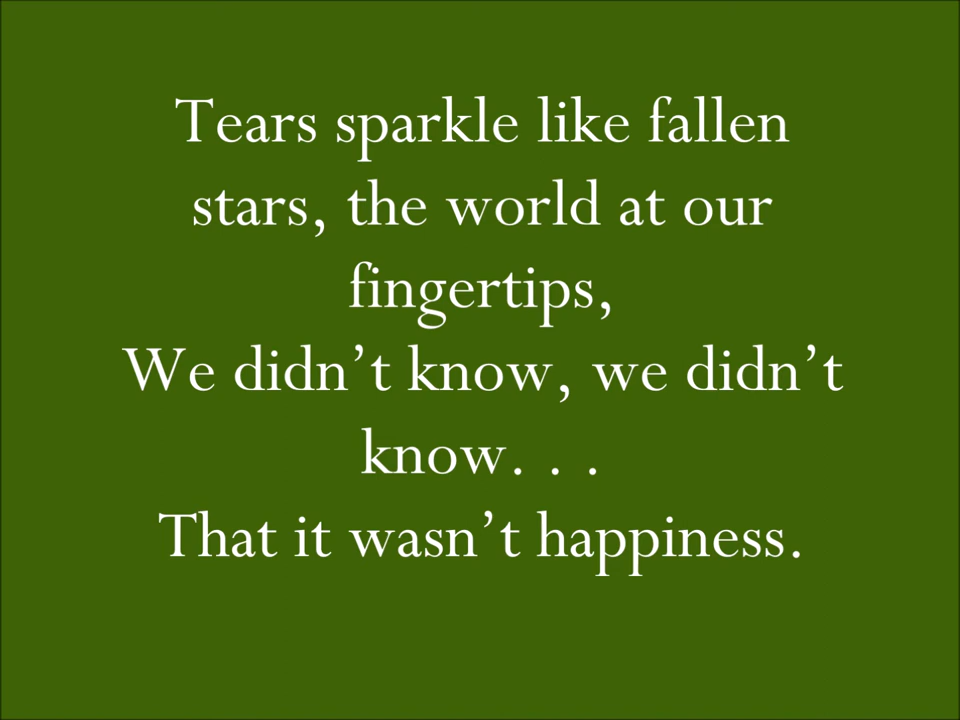 Tears sparkle like fallen
stars, the world at our
fingertips,
We didn’t know, we didn’t
know. . .
That it wasn’t happiness.